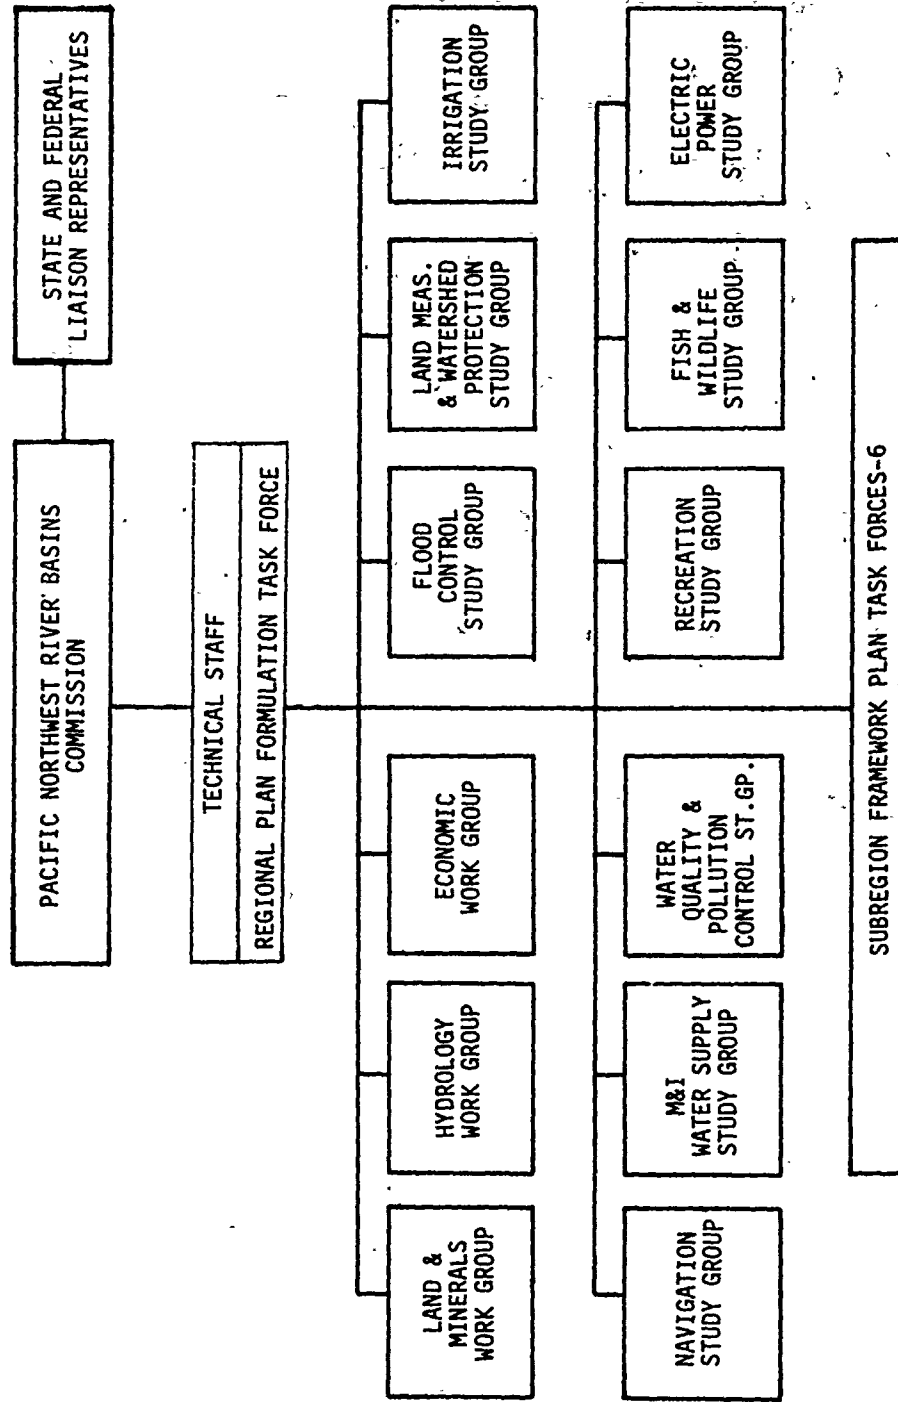 PACIFIC NORTHWEST RIVER BASINS
COMMISSION
STATE AND FEDERAL
LIAISON REPRESENTATIVES
TECHNICAL STAFF
REGIONAL PLAN FORMULATION TASK FORCE
LAND &
MINERALS
WORK GROUP
HYDROLOGY
WORK GROUP
ECONOMIC
WORK GROUP
FLOOD
CONTROL
STUDY GROUP
LAND MEAS.
& WATERSHED
PROTECTION
STUDY GROUP
IRRIGATION
STUDY GROUP
NAVIGATION
STUDY GROUP
M&I
WATER SUPPLY
STUDY GROUP
WATER
QUALITY &
POLLUTION
CONTROL ST.GP.
RECREATION
STUDY GROUP
FISH &
WILDLIFE
STUDY GROUP
ELECTRIC
POWER
STUDY GROUP
SUBREGION FRAMEWORK PLAN TASK FORCES-6